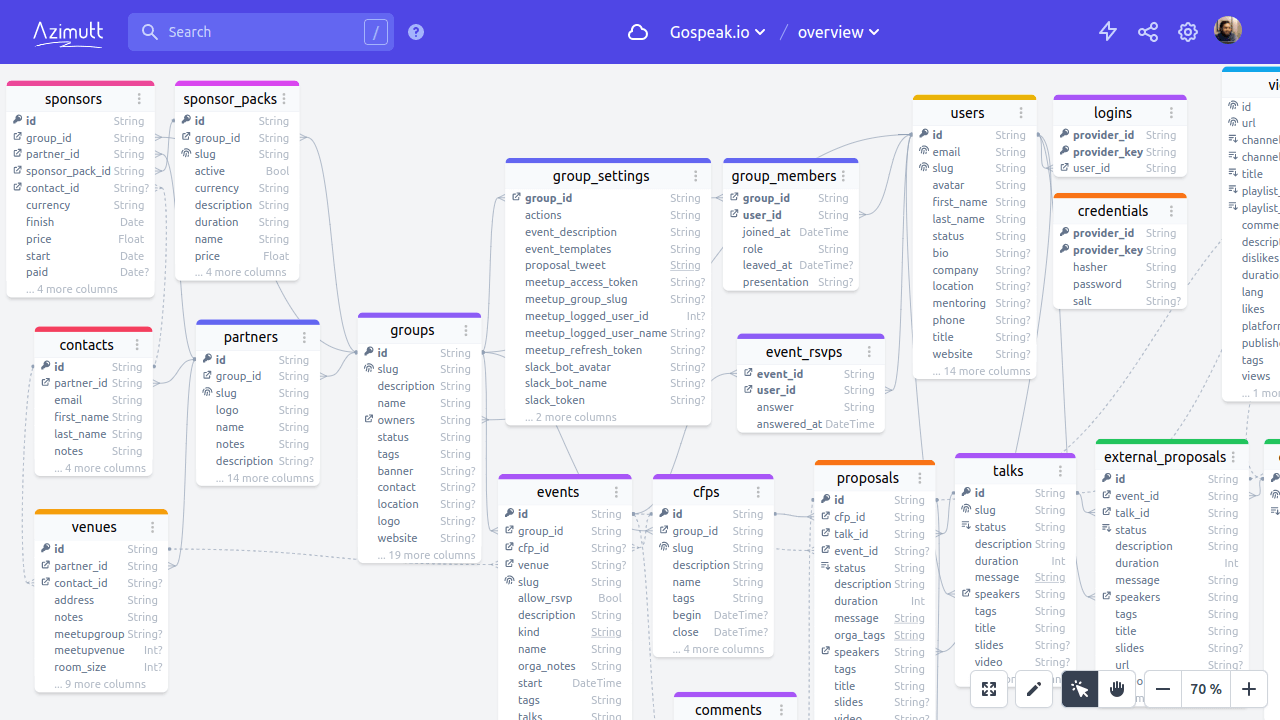 Azimutt
Search
/
?
Gospeak.io
/
overview
sponsors
id String
group_id String
partner_id String
sponsor_pack_id String
contact_id String?
currency String
finish Date
price Float
start Date
paid Date?
... 4 more columns
sponsor_packs
id String
group_id String
slug String
active Bool
currency String
description String
duration String
name String
price Float
... 4 more columns
contacts
id String
partner_id String
email String
first_name String
last_name String
notes String
... 4 more columns
partners
id String
group_id String
slug String
logo String
name String
notes String
description String?
... 14 more columns
venues
id String
partner_id String
contact_id String?
address String
notes String
meetupgroup String?
meetupvenue Int?
room_size Int?
... 9 more columns
groups
id String
slug String
description String
name String
owners String
status String
tags String
banner String?
contact String?
location String?
logo String?
website String?
... 19 more columns
group_settings
group_id String
actions String
event_description String
event_templates String
proposal_tweet String
meetup_access_token String?
meetup_group_slug String?
meetup_logged_user_id Int?
meetup_logged_user_name String?
meetup_refresh_token String?
slack_bot_avatar String?
slack_bot_name String?
slack_token String?
... 2 more columns
group_members
group_id String
user_id String
joined_at DateTime
role String
leaved_at DateTime?
presentation String?
event_rsvps
event_id String
user_id String
answer String
answered_at DateTime
users
id String
email String
slug String
avatar String
first_name String
last_name String
status String
bio String?
company String?
location String?
mentoring String?
phone String?
title String?
website String?
... 14 more columns
logins
provider_id String
provider_key String
user_id String
credentials
provider_id String
provider_key String
hasher String
password String
salt String?
id
url
title
lang
likes
tags
views
events
id String
group_id String
cfp_id String?
venue String?
slug String
allow_rsvp Bool
description String
kind String
name String
orga_notes String
start DateTime
tags String
talks String
cfps
id String
group_id String
slug String
description String
name String
tags String
begin DateTime?
close DateTime?
... 4 more columns
comments
proposals
id String
cfp_id String
talk_id String
event_id String?
status String
description String
duration Int
message String
orga_tags String
speakers String
tags String
title String
slides String?
video String?
talks
id String
slug String
status String
description String
duration Int
message String
speakers String
tags String
title String
slides String?
video String?
external_proposals
id String
event_id String
talk_id String
status String
description String
duration Int
message String
speakers String
tags String
title String
slides String?
url String?
70 %